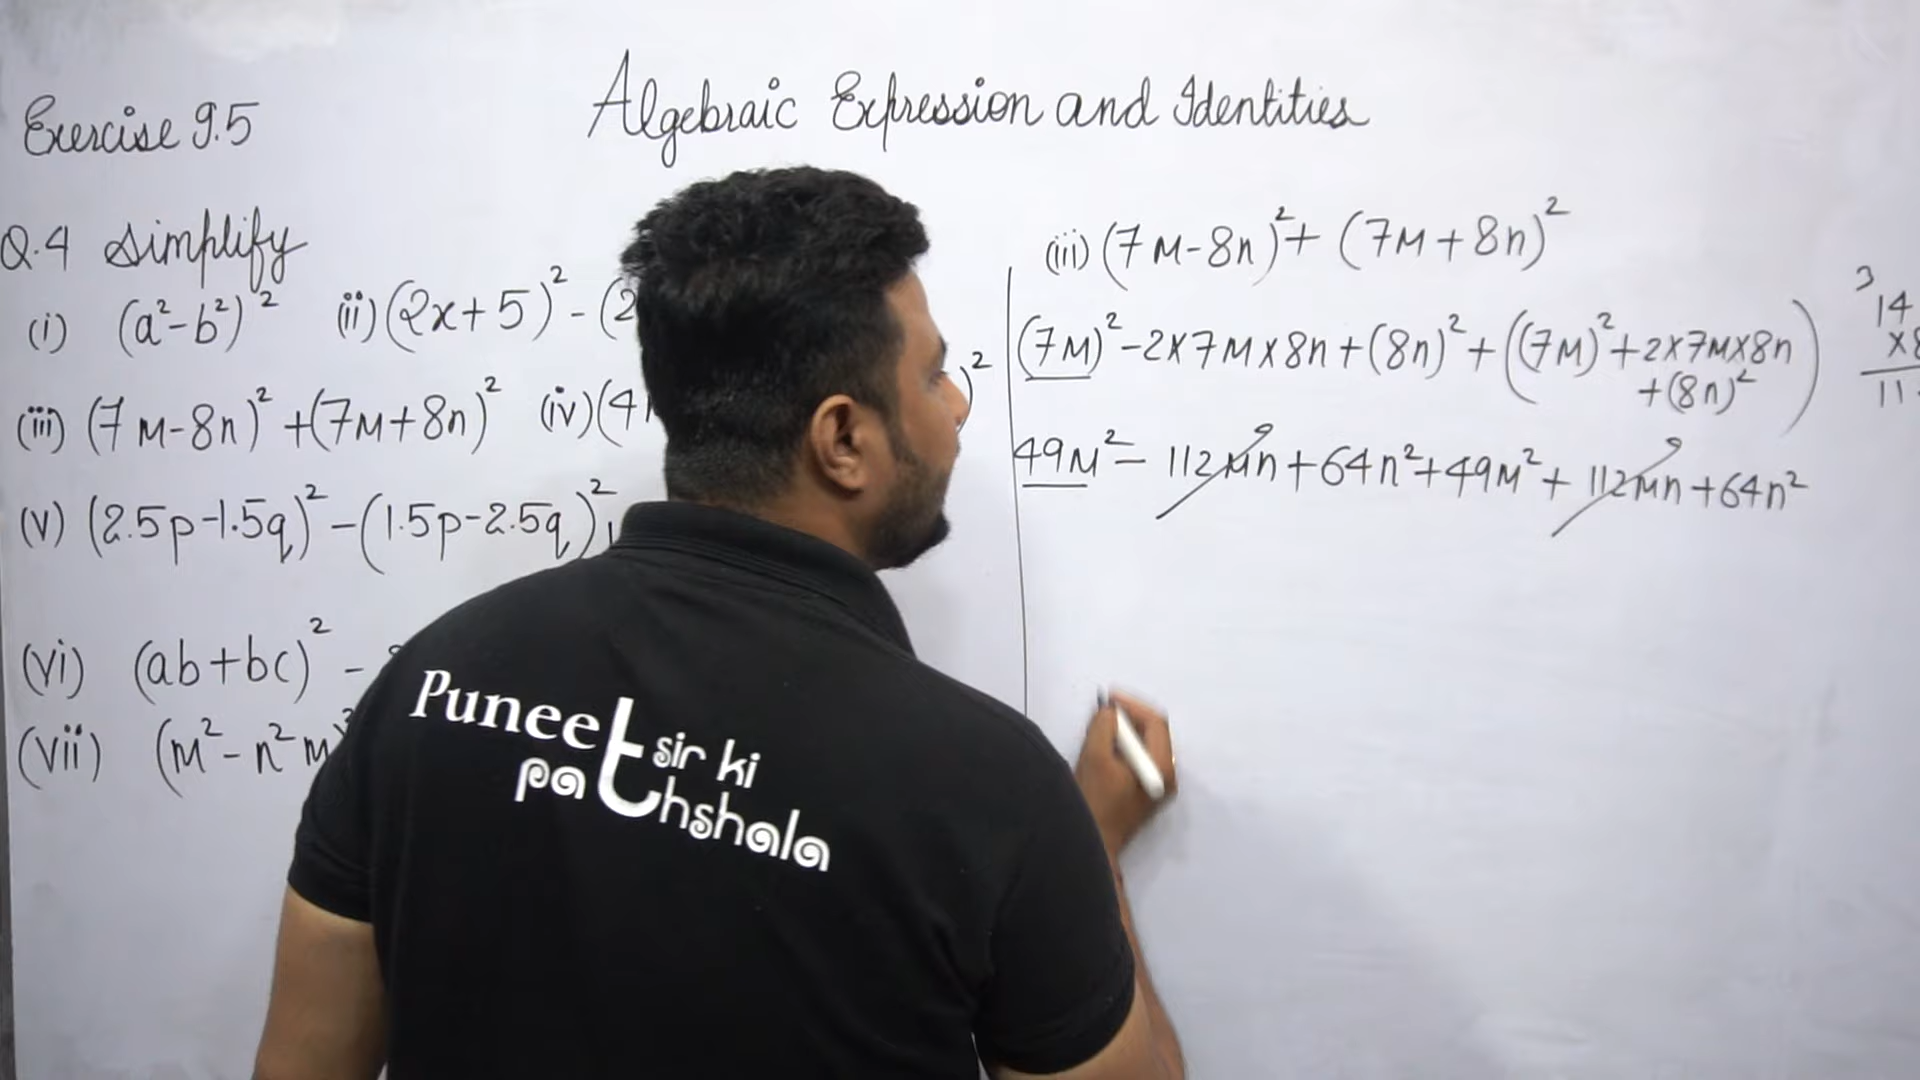 Algebraic Expression and Identities
Exercise 9.5
Q.4 Simplify
(i) (a²-b²)² (ii) (2x+5)² - (2
(iii) (7M-8n)² + (7M+8n)² (iv) (4 )²
(v) (2.5p-1.5q)² - (1.5p-2.5q)²
(vi) (ab+bc)² -
(vii) (M² - n²m)²
(iii) (7M-8n)² + (7M+8n)²
(7M)² - 2×7M×8n + (8n)² + ((7M)² + 2×7M×8n
+(8n)²)
49M² - 112Mn + 64n² + 49M² + 112Mn + 64n²
3
14
×8
11
Puneet sir ki
pathshala